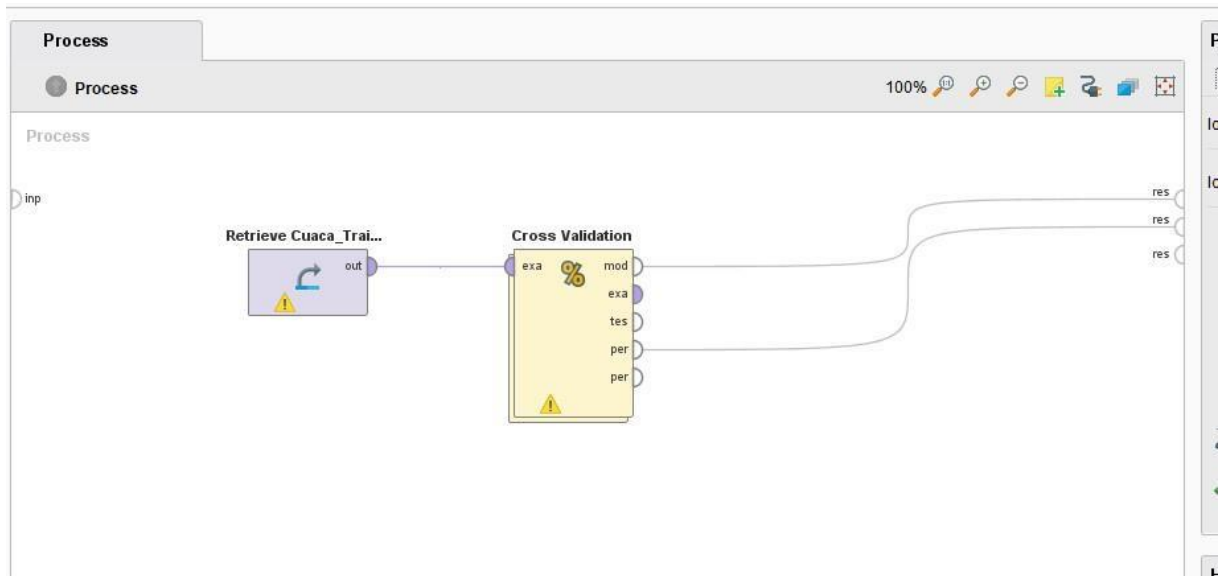 Process
Process
100%
Process
inp
Retrieve Cuaca_Trai...
out
Cross Validation
exa
mod
exa
tes
per
per
res
res
res